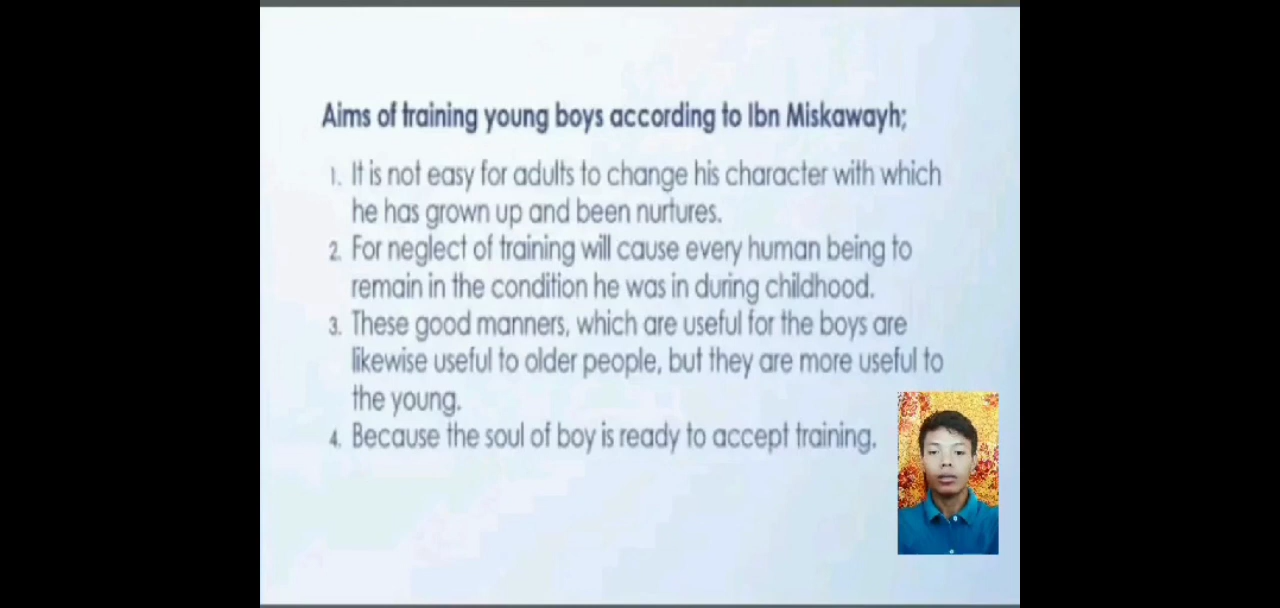 Aims of training young boys according to Ibn Miskawayh;
1. It is not easy for adults to change his character with which
he has grown up and been nurtures.
2. For neglect of training will cause every human being to
remain in the condition he was in during childhood.
3. These good manners, which are useful for the boys are
likewise useful to older people, but they are more useful to
the young.
4. Because the soul of boy is ready to accept training.